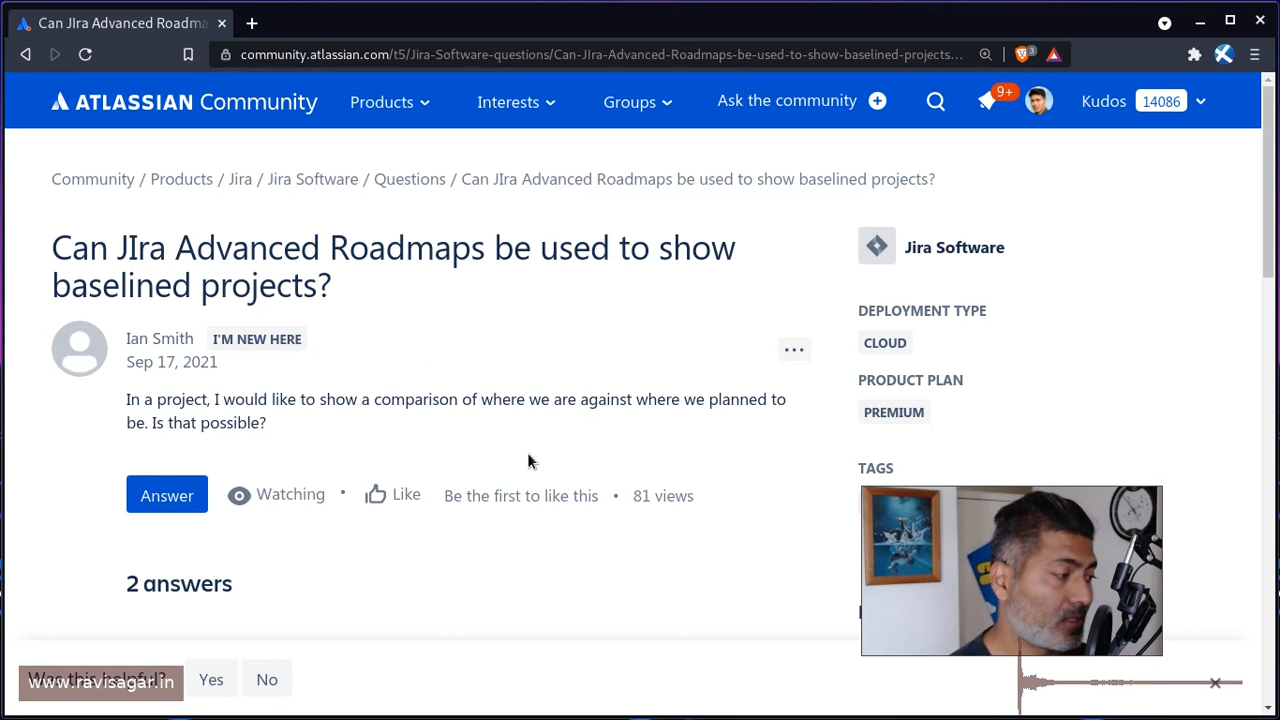 Can JIra Advanced Roadma
community.atlassian.com/t5/Jira-Software-questions/Can-JIra-Advanced-Roadmaps-be-used-to-show-baselined-projects...
3
ATLASSIAN Community
Products
Interests
Groups
Ask the community
9+
Kudos
14086
Community / Products / Jira / Jira Software / Questions / Can JIra Advanced Roadmaps be used to show baselined projects?
Can JIra Advanced Roadmaps be used to show
baselined projects?
Ian Smith
I'M NEW HERE
Sep 17, 2021
In a project, I would like to show a comparison of where we are against where we planned to
be. Is that possible?
Answer
Watching
•
Like
Be the first to like this
•
81 views
2 answers
Jira Software
DEPLOYMENT TYPE
CLOUD
PRODUCT PLAN
PREMIUM
TAGS
Was this helpful?
www.ravisagar.in
Yes
No